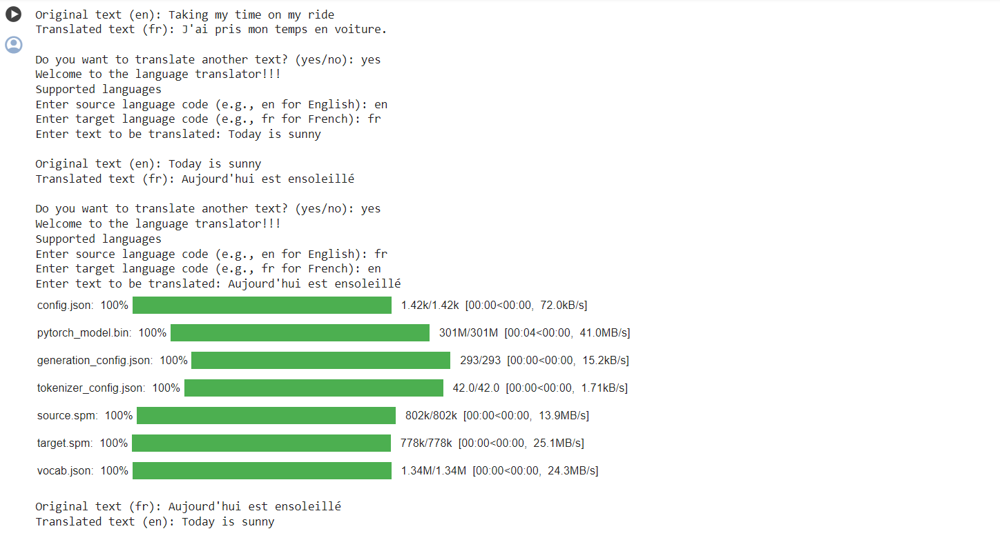 Original text (en): Taking my time on my ride
Translated text (fr): J'ai pris mon temps en voiture.
Do you want to translate another text? (yes/no): yes
Welcome to the language translator!!!
Supported languages
Enter source language code (e.g., en for English): en
Enter target language code (e.g., fr for French): fr
Enter text to be translated: Today is sunny
Original text (en): Today is sunny
Translated text (fr): Aujourd'hui est ensoleillé
Do you want to translate another text? (yes/no): yes
Welcome to the language translator!!!
Supported languages
Enter source language code (e.g., en for English): fr
Enter target language code (e.g., fr for French): en
Enter text to be translated: Aujourd'hui est ensoleillé
config.json: 100% 1.42k/1.42k [00:00<00:00, 72.0kB/s]
pytorch_model.bin: 100% 301M/301M [00:04<00:00, 41.0MB/s]
generation_config.json: 100% 293/293 [00:00<00:00, 15.2kB/s]
tokenizer_config.json: 100% 42.0/42.0 [00:00<00:00, 1.71kB/s]
source.spm: 100% 802k/802k [00:00<00:00, 13.9MB/s]
target.spm: 100% 778k/778k [00:00<00:00, 25.1MB/s]
vocab.json: 100% 1.34M/1.34M [00:00<00:00, 24.3MB/s]
Original text (fr): Aujourd'hui est ensoleillé
Translated text (en): Today is sunny